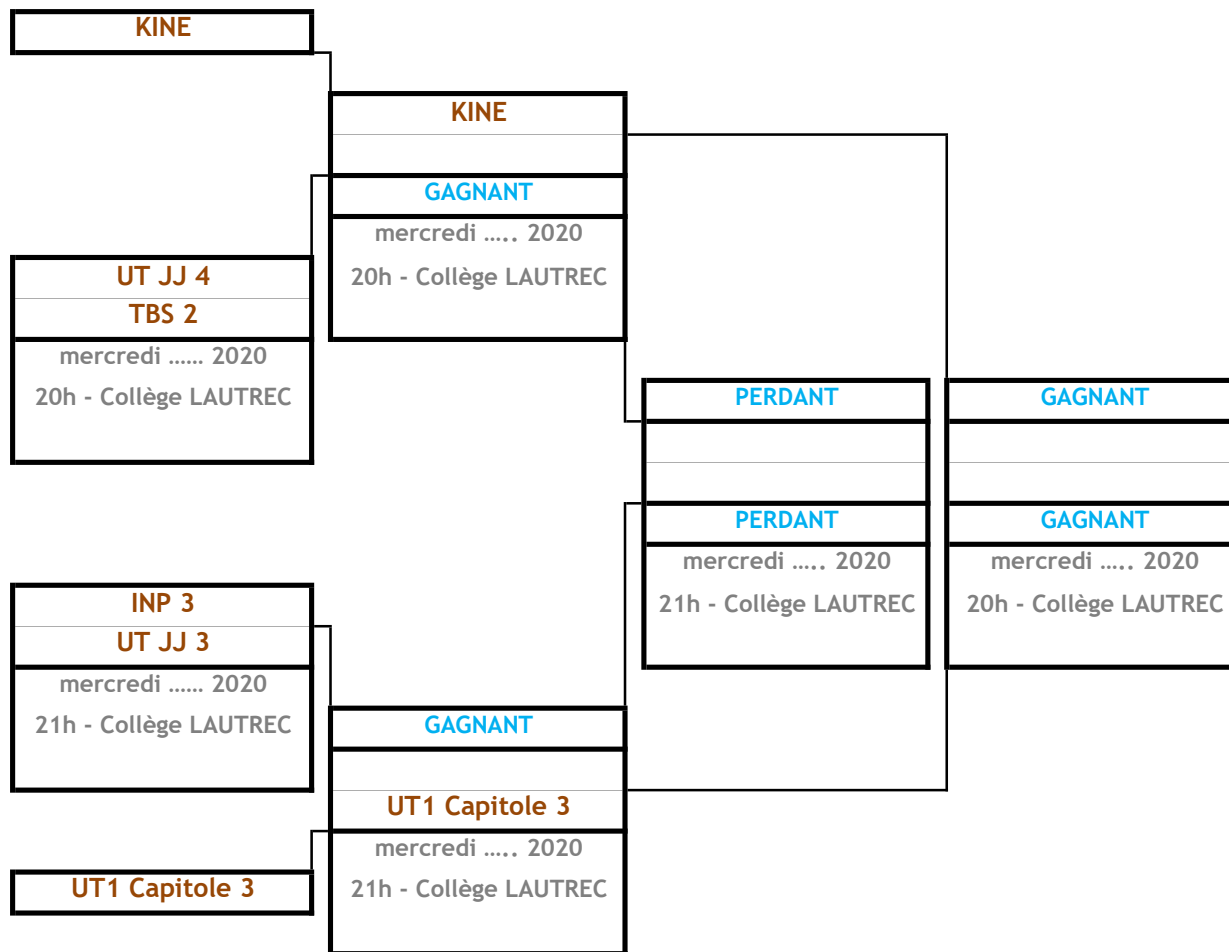 KINE
KINE
GAGNANT
mercredi ….. 2020
20h - Collège LAUTREC
UT JJ 4
TBS 2
mercredi …… 2020
20h - Collège LAUTREC
PERDANT
PERDANT
mercredi ….. 2020
21h - Collège LAUTREC
GAGNANT
GAGNANT
mercredi ….. 2020
20h - Collège LAUTREC
INP 3
UT JJ 3
mercredi …… 2020
21h - Collège LAUTREC
GAGNANT
UT1 Capitole 3
mercredi ….. 2020
21h - Collège LAUTREC
UT1 Capitole 3